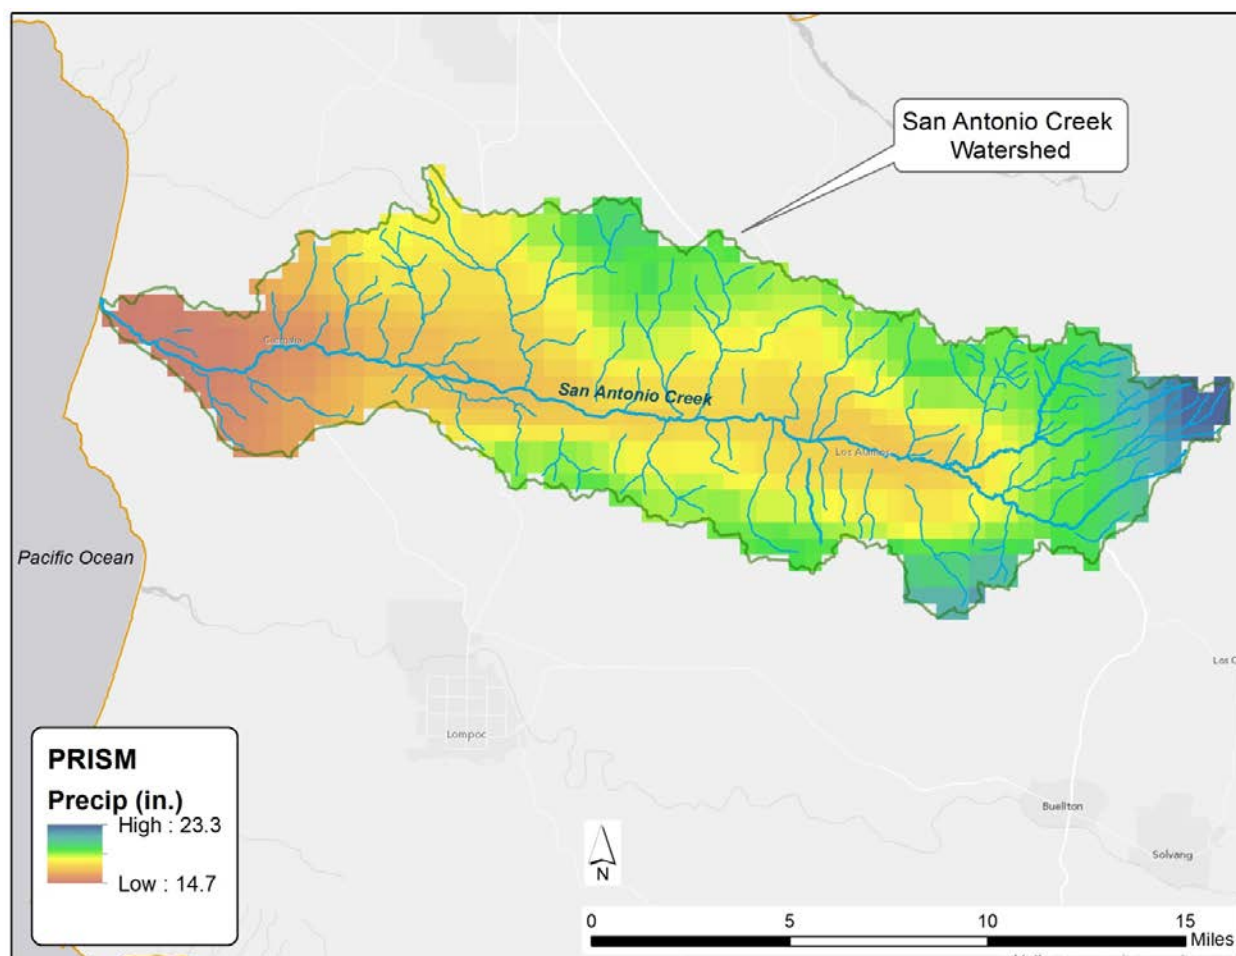 San Antonio Creek
Watershed
San Antonio Creek
Los Alamos
Pacific Ocean
Lompoc
Los O
Buellton
Solvang
PRISM
Precip (in.)
High : 23.3
Low : 14.7
N
0 5 10 15
Miles